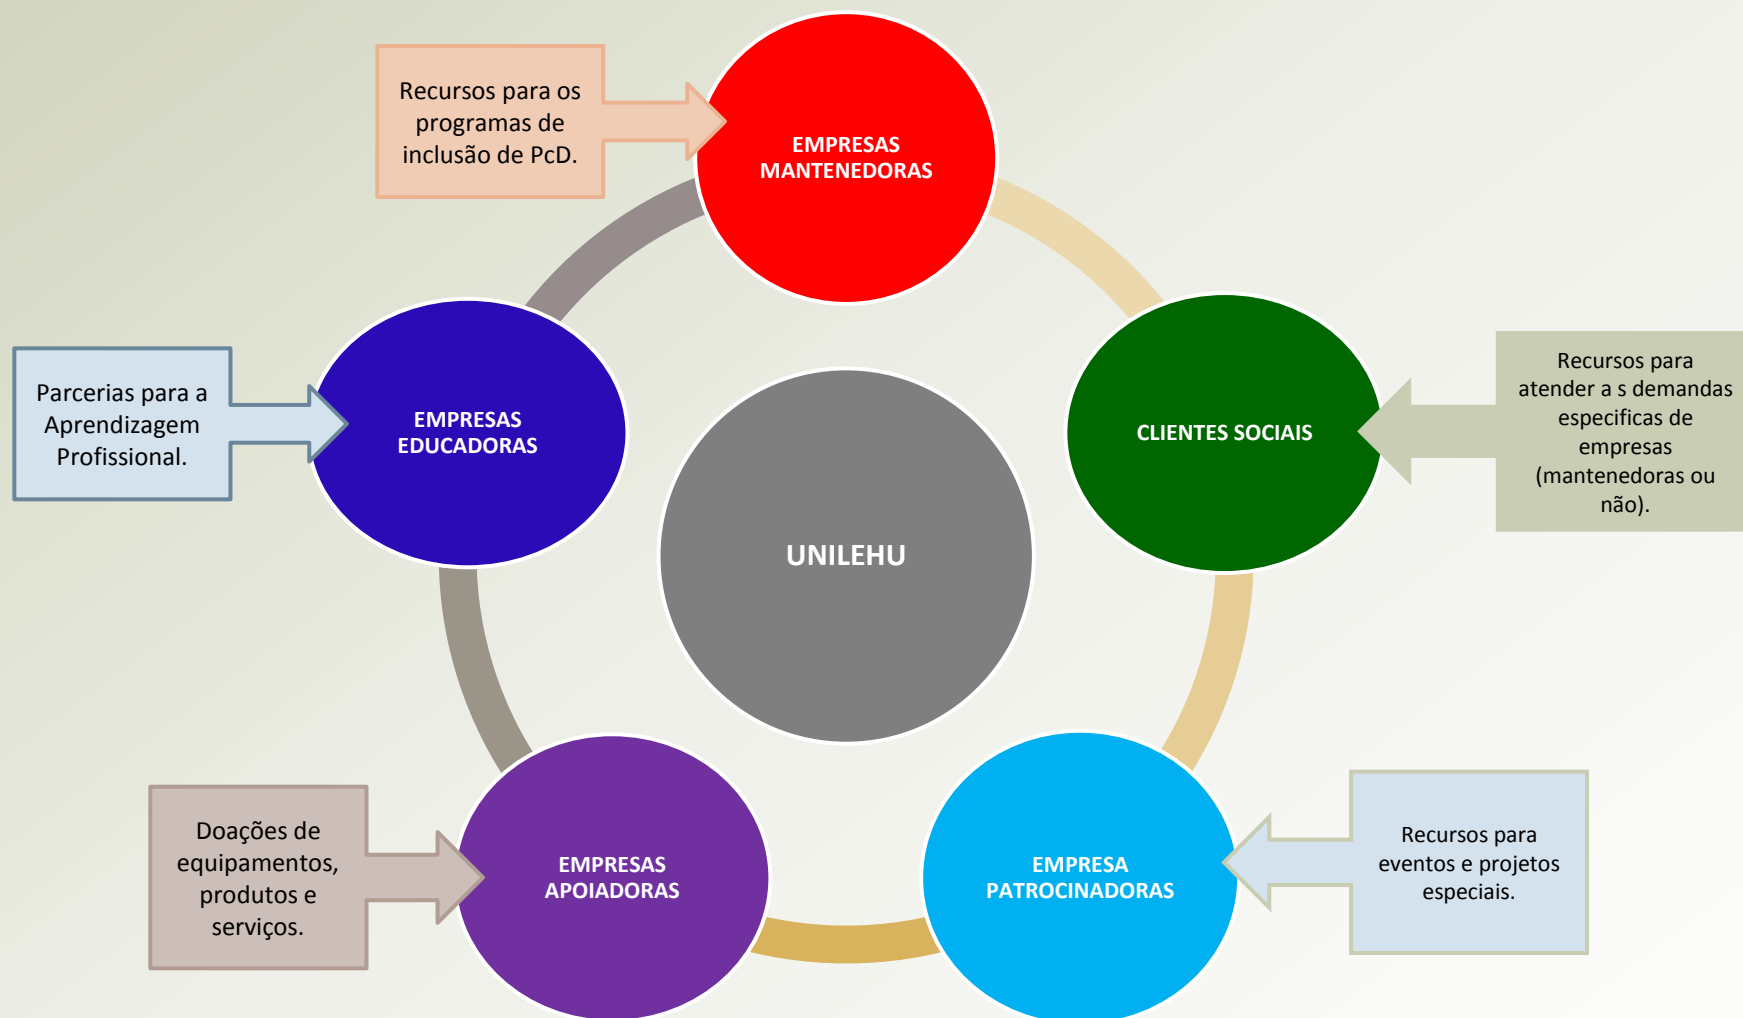 Recursos para os
programas de
inclusão de PcD.
EMPRESAS
MANTENEDORAS
Parcerias para a
Aprendizagem
Profissional.
EMPRESAS
EDUCADORAS
CLIENTES SOCIAIS
Recursos para
atender a s demandas
especificas de
empresas
(mantenedoras ou
não).
UNILEHU
Doações de
equipamentos,
produtos e
serviços.
EMPRESAS
APOIADORAS
EMPRESA
PATROCINADORAS
Recursos para
eventos e projetos
especiais.